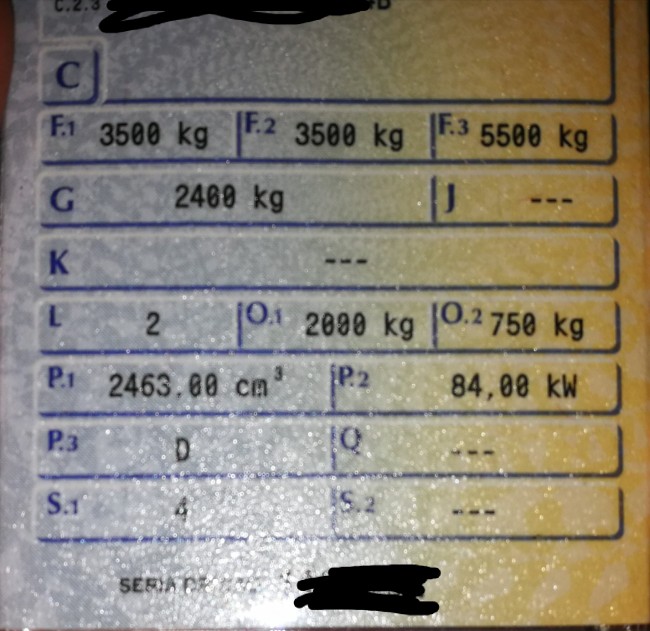 C.2.3
C
F.1 3500 kg F.2 3500 kg F.3 5500 kg
G 2400 kg J ---
K ---
L 2 O.1 2000 kg O.2 750 kg
P.1 2463.00 cm³ P.2 84,00 kW
P.3 D Q ---
S.1 4 S.2 ---
SERIA